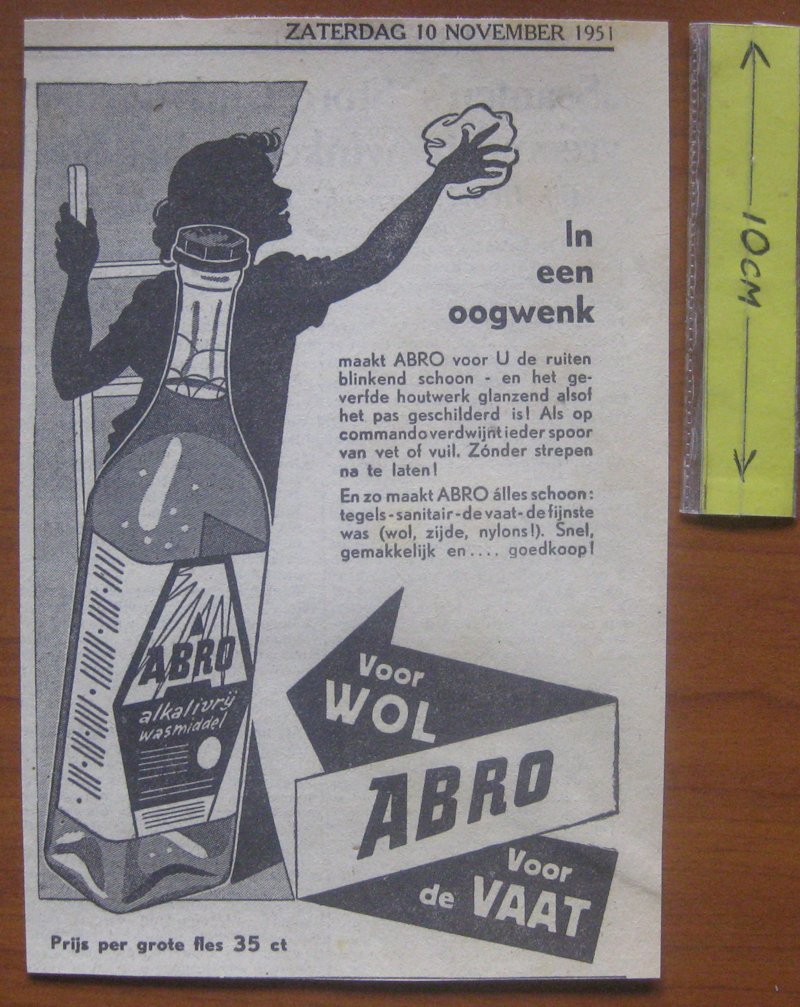 ZATERDAG 10 NOVEMBER 1951
In
een
oogwenk
maakt ABRO voor U de ruiten
blinkend schoon - en het ge-
verfde houtwerk glanzend alsof
het pas geschilderd is! Als op
commando verdwijnt ieder spoor
van vet of vuil. Zónder strepen
na te laten!
En zo maakt ABRO álles schoon:
tegels - sanitair - de vaat - de fijnste
was (wol, zijde, nylons!). Snel,
gemakkelijk en.... goedkoop!
ABRO
alkalivrij
wasmiddel
Voor
WOL
ABRO
Voor
de VAAT
Prijs per grote fles 35 ct
10CM